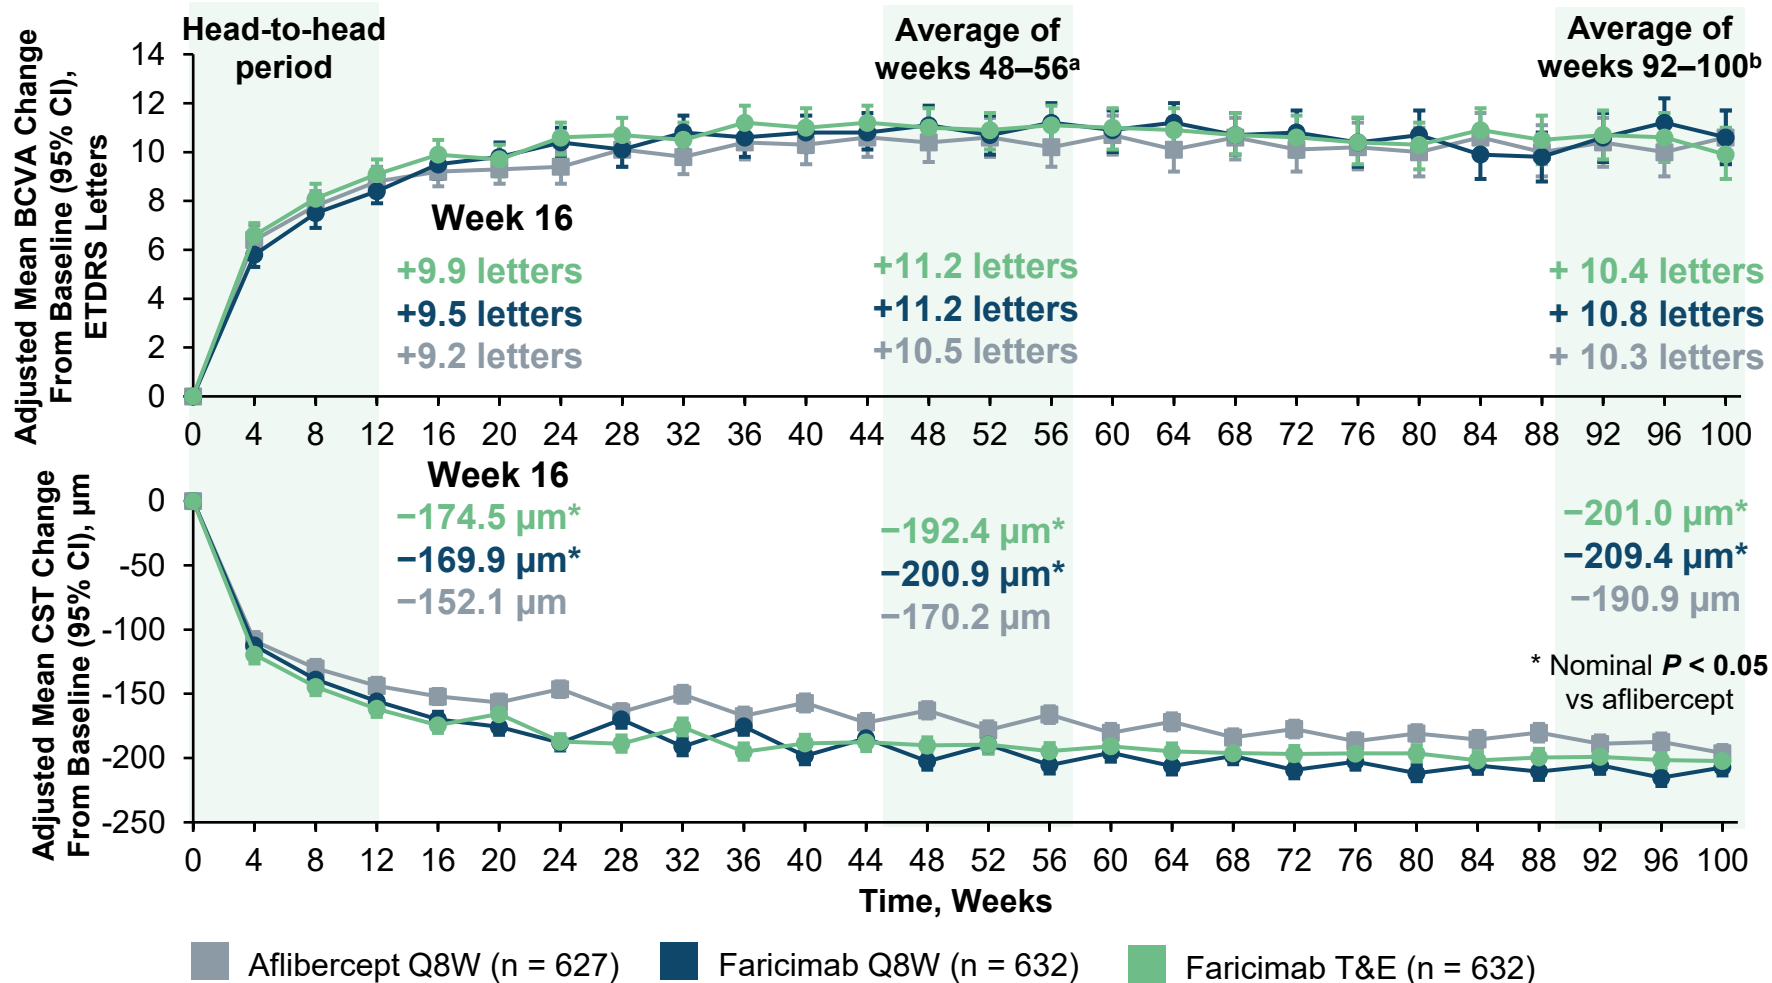 Head-to-head
period
Average of
weeks 48–56ᵃ
Average of
weeks 92–100ᵇ
Adjusted Mean BCVA Change
From Baseline (95% CI),
ETDRS Letters
14
12
10
8
6
4
2
0
Week 16
+9.9 letters
+9.5 letters
+9.2 letters
+11.2 letters
+11.2 letters
+10.5 letters
+ 10.4 letters
+ 10.8 letters
+ 10.3 letters
0 4 8 12 16 20 24 28 32 36 40 44 48 52 56 60 64 68 72 76 80 84 88 92 96 100
Adjusted Mean CST Change
From Baseline (95% CI), µm
0
-50
-100
-150
-200
-250
Week 16
−174.5 µm*
−169.9 µm*
−152.1 µm
−192.4 µm*
−200.9 µm*
−170.2 µm
−201.0 µm*
−209.4 µm*
−190.9 µm
* Nominal P < 0.05
vs aflibercept
0 4 8 12 16 20 24 28 32 36 40 44 48 52 56 60 64 68 72 76 80 84 88 92 96 100
Time, Weeks
Aflibercept Q8W (n = 627)
Faricimab Q8W (n = 632)
Faricimab T&E (n = 632)